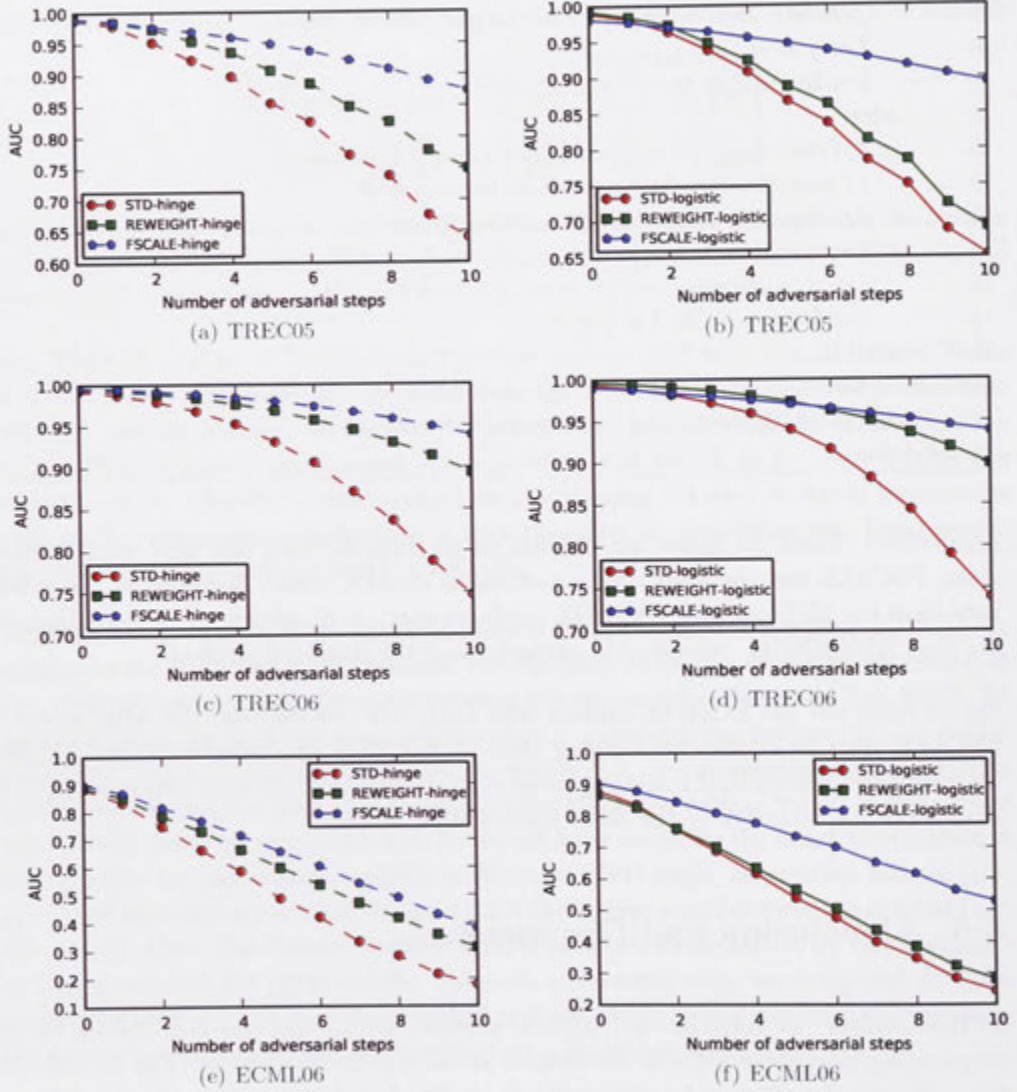 1.00
0.95
0.90
0.85
0.80
0.75
0.70
0.65
0.60
AUC
STD-hinge
REWEIGHT-hinge
FSCALE-hinge
0 2 4 6 8 10
Number of adversarial steps
(a) TREC05
1.00
0.95
0.90
0.85
0.80
0.75
0.70
0.65
AUC
STD-logistic
REWEIGHT-logistic
FSCALE-logistic
0 2 4 6 8 10
Number of adversarial steps
(b) TREC05
1.00
0.95
0.90
0.85
0.80
0.75
0.70
AUC
STD-hinge
REWEIGHT-hinge
FSCALE-hinge
0 2 4 6 8 10
Number of adversarial steps
(c) TREC06
1.00
0.95
0.90
0.85
0.80
0.75
0.70
AUC
STD-logistic
REWEIGHT-logistic
FSCALE-logistic
0 2 4 6 8 10
Number of adversarial steps
(d) TREC06
1.0
0.9
0.8
0.7
0.6
0.5
0.4
0.3
0.2
0.1
AUC
STD-hinge
REWEIGHT-hinge
FSCALE-hinge
0 2 4 6 8 10
Number of adversarial steps
(e) ECML06
1.0
0.9
0.8
0.7
0.6
0.5
0.4
0.3
0.2
AUC
STD-logistic
REWEIGHT-logistic
FSCALE-logistic
0 2 4 6 8 10
Number of adversarial steps
(f) ECML06